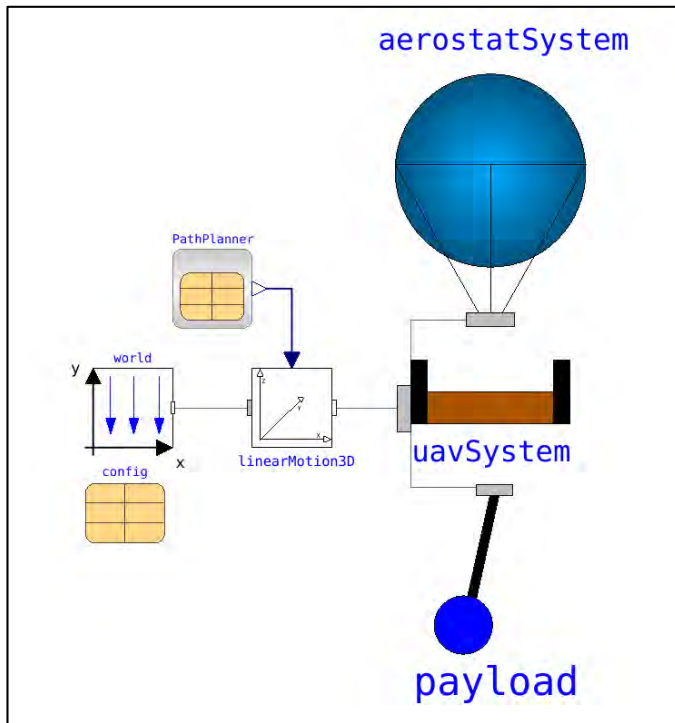 aerostatSystem
PathPlanner
world
y
x
z
Y
X
linearMotion3D
config
uavSystem
payload